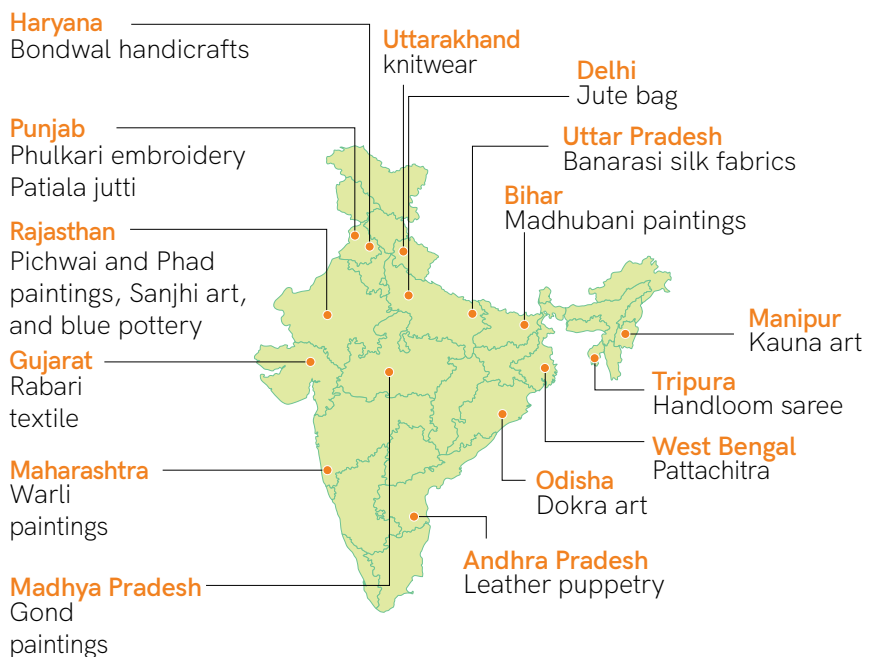 Haryana
Bondwal handicrafts
Uttarakhand
knitwear
Delhi
Jute bag
Punjab
Phulkari embroidery
Patiala jutti
Uttar Pradesh
Banarasi silk fabrics
Bihar
Madhubani paintings
Rajasthan
Pichwai and Phad
paintings, Sanjhi art,
and blue pottery
Manipur
Kauna art
Gujarat
Rabari
textile
Tripura
Handloom saree
West Bengal
Pattachitra
Maharashtra
Warli
paintings
Odisha
Dokra art
Andhra Pradesh
Leather puppetry
Madhya Pradesh
Gond
paintings